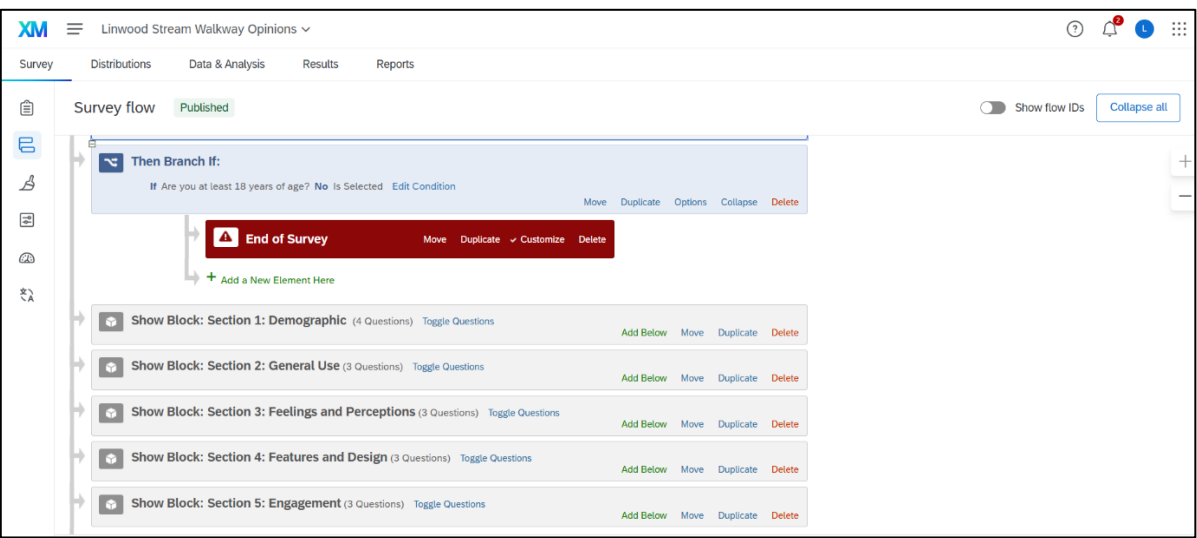 XM Linwood Stream Walkway Opinions ? 2 L
Survey Distributions Data & Analysis Results Reports
Survey flow Published Show flow IDs Collapse all
Then Branch If:
If Are you at least 18 years of age? No Is Selected Edit Condition
Move Duplicate Options Collapse Delete
End of Survey Move Duplicate Customize Delete
+ Add a New Element Here
Show Block: Section 1: Demographic (4 Questions) Toggle Questions
Add Below Move Duplicate Delete
Show Block: Section 2: General Use (3 Questions) Toggle Questions
Add Below Move Duplicate Delete
Show Block: Section 3: Feelings and Perceptions (3 Questions) Toggle Questions
Add Below Move Duplicate Delete
Show Block: Section 4: Features and Design (3 Questions) Toggle Questions
Add Below Move Duplicate Delete
Show Block: Section 5: Engagement (3 Questions) Toggle Questions
Add Below Move Duplicate Delete